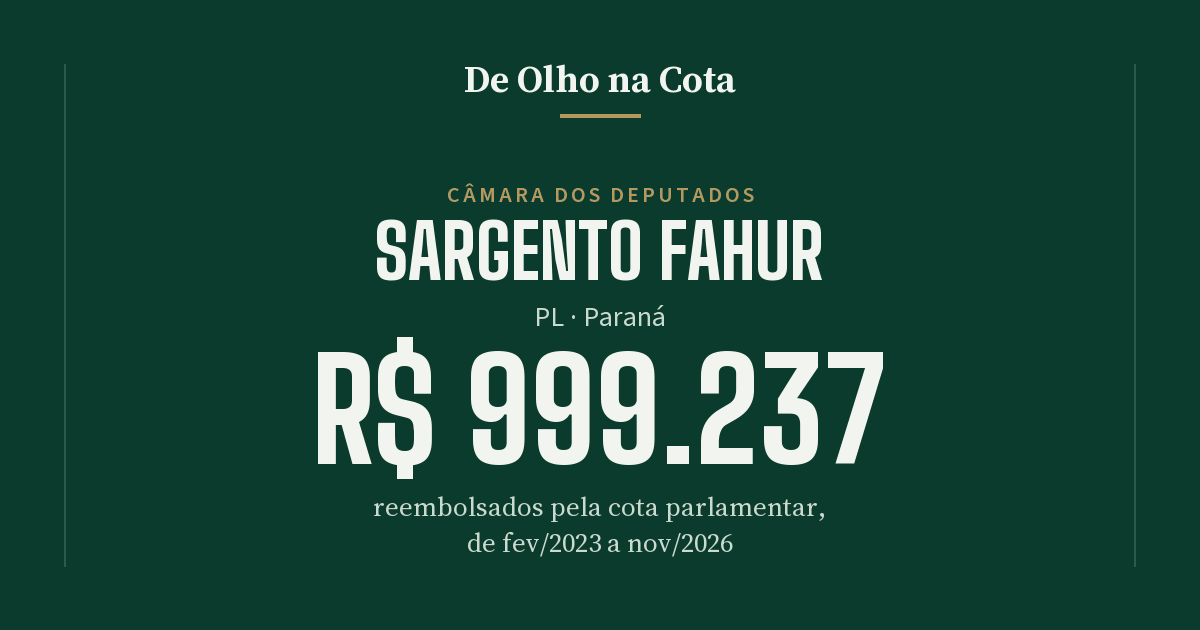 De Olho na Cota
CÂMARA DOS DEPUTADOS
SARGENTO FAHUR
PL · Paraná
R$ 999.237
reembolsados pela cota parlamentar,
de fev/2023 a nov/2026